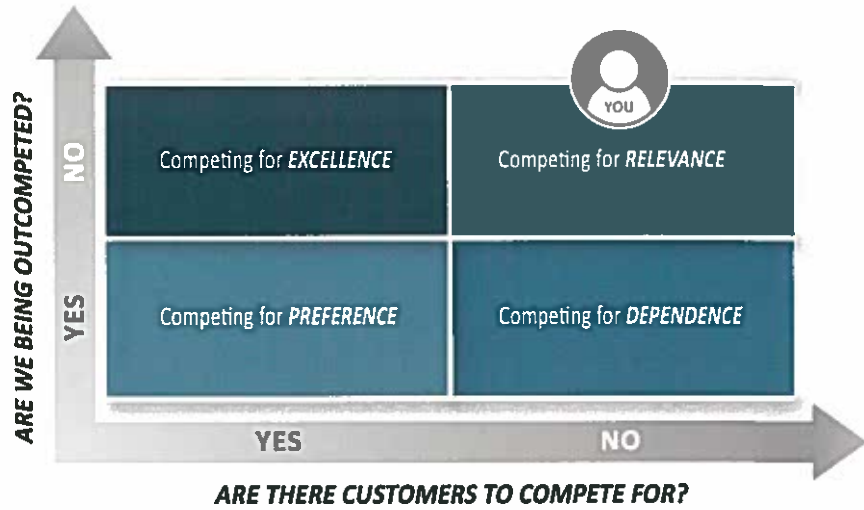 ARE WE BEING OUTCOMPETED?
NO
YES
YOU
Competing for EXCELLENCE
Competing for RELEVANCE
Competing for PREFERENCE
Competing for DEPENDENCE
YES
NO
ARE THERE CUSTOMERS TO COMPETE FOR?